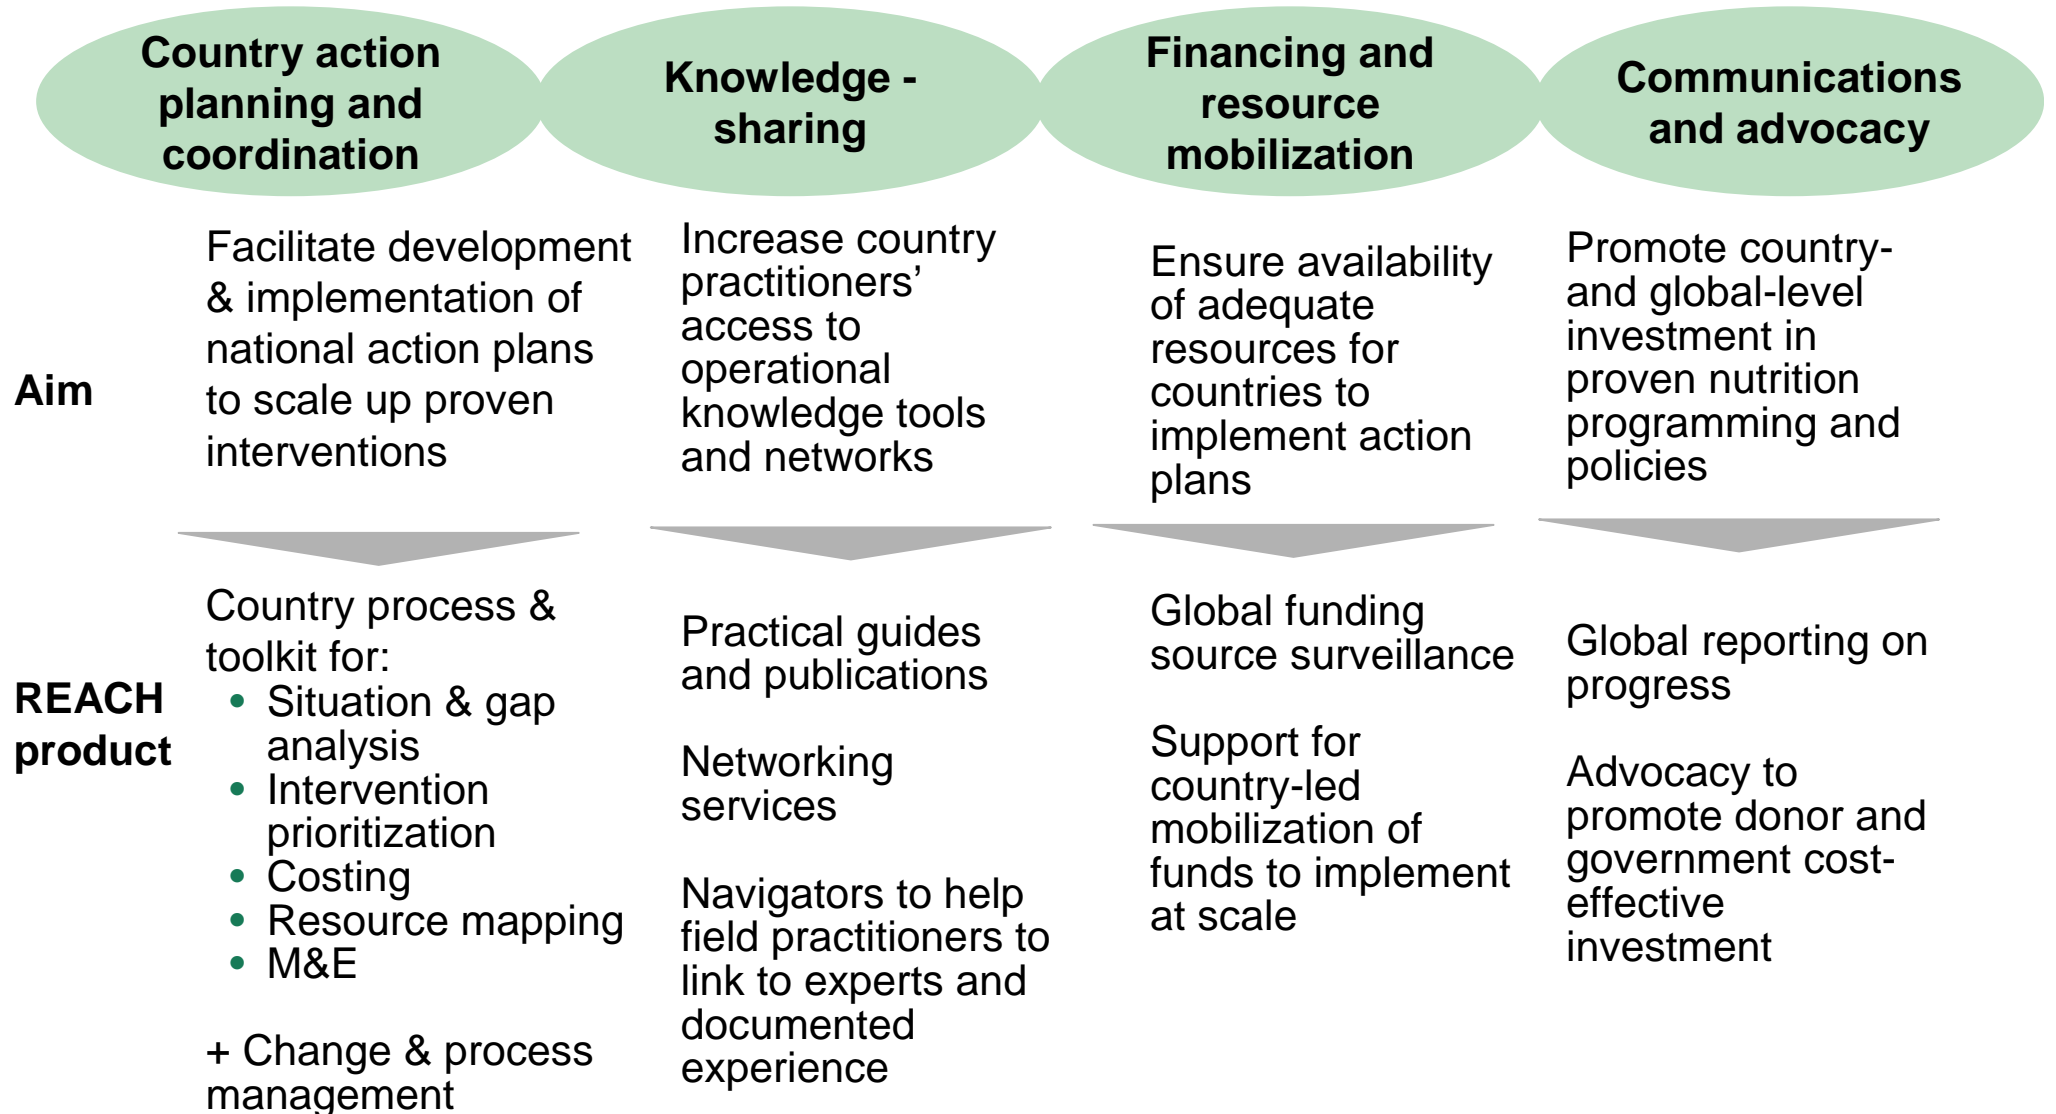 Country action
planning and
coordination
Knowledge -
sharing
Financing and
resource
mobilization
Communications
and advocacy
Aim
Facilitate development
& implementation of
national action plans
to scale up proven
interventions
Increase country
practitioners’
access to
operational
knowledge tools
and networks
Ensure availability
of adequate
resources for
countries to
implement action
plans
Promote country-
and global-level
investment in
proven nutrition
programming and
policies
REACH
product
Country process &
toolkit for:
• Situation & gap
analysis
• Intervention
prioritization
• Costing
• Resource mapping
• M&E
+ Change & process
management
Practical guides
and publications
Networking
services
Navigators to help
field practitioners to
link to experts and
documented
experience
Global funding
source surveillance
Support for
country-led
mobilization of
funds to implement
at scale
Global reporting on
progress
Advocacy to
promote donor and
government cost-
effective
investment